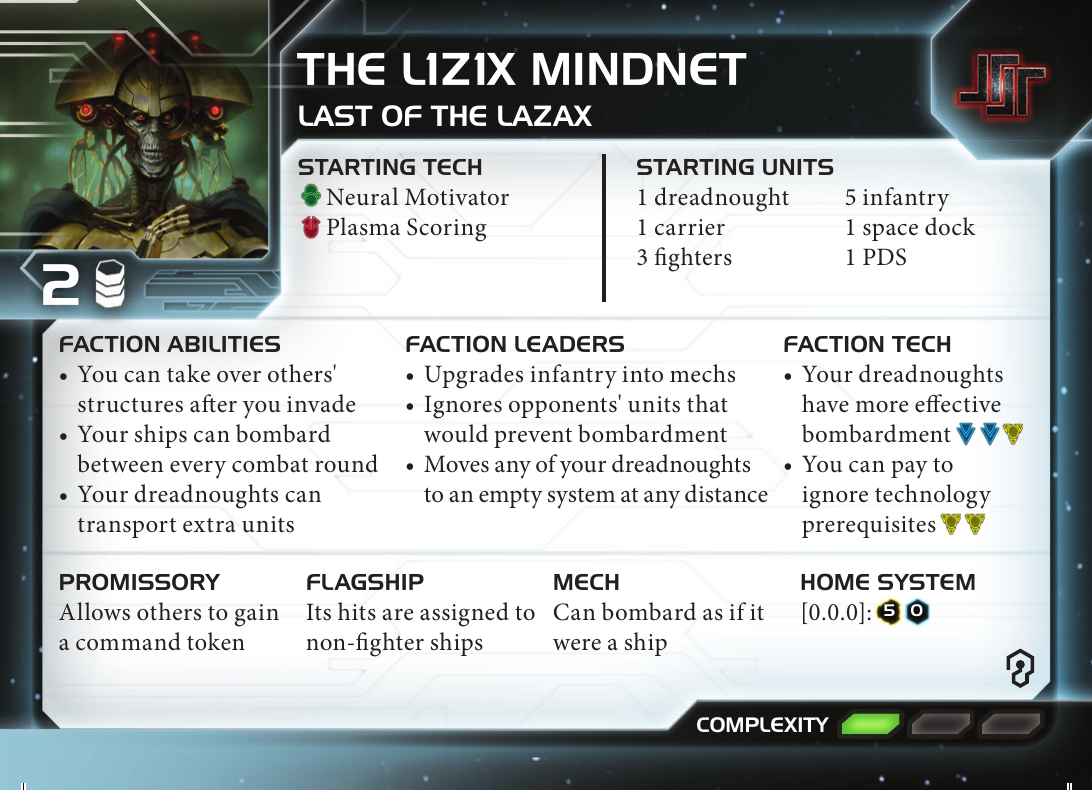 THE L1Z1X MINDNET
LAST OF THE LAZAX
2
STARTING TECH
Neural Motivator
Plasma Scoring
STARTING UNITS
1 dreadnought
1 carrier
3 fighters
5 infantry
1 space dock
1 PDS
FACTION ABILITIES
• You can take over others'
structures after you invade
• Your ships can bombard
between every combat round
• Your dreadnoughts can
transport extra units
FACTION LEADERS
• Upgrades infantry into mechs
• Ignores opponents' units that
would prevent bombardment
• Moves any of your dreadnoughts
to an empty system at any distance
FACTION TECH
• Your dreadnoughts
have more effective
bombardment
• You can pay to
ignore technology
prerequisites
PROMISSORY
Allows others to gain
a command token
FLAGSHIP
Its hits are assigned to
non-fighter ships
MECH
Can bombard as if it
were a ship
HOME SYSTEM
[0.0.0]: 5 0
COMPLEXITY